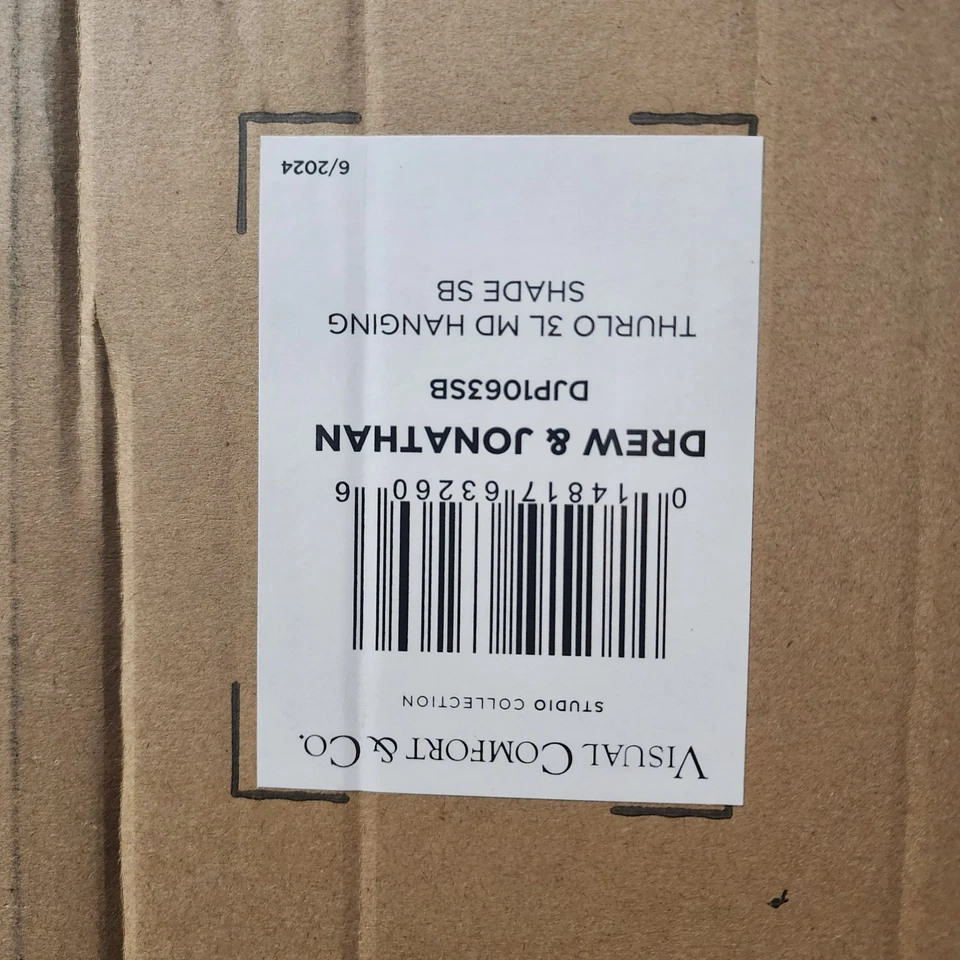 VISUAL COMFORT & CO.
STUDIO COLLECTION
0 14817 63260 6
DREW & JONATHAN
DJP1063SB
THURLO 3L MD HANGING
SHADE SB
6/2024